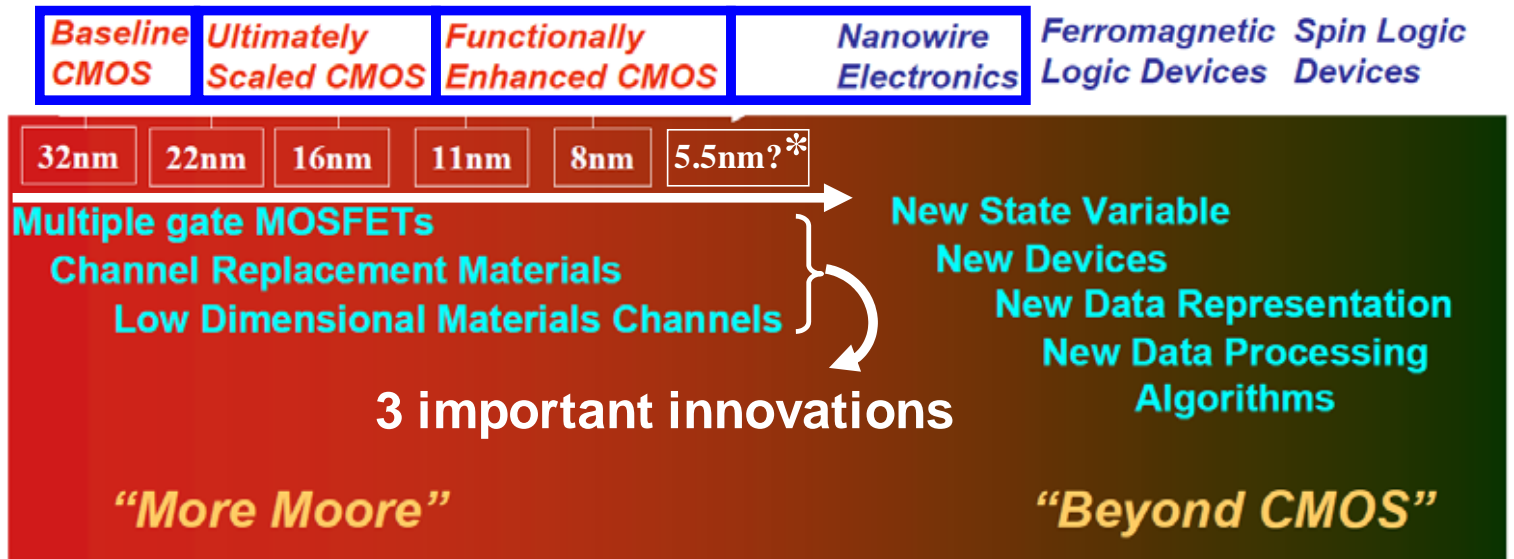 Baseline CMOS
Ultimately Scaled CMOS
Functionally Enhanced CMOS
Nanowire Electronics
Ferromagnetic Logic Devices
Spin Logic Devices
32nm 22nm 16nm 11nm 8nm 5.5nm?*
Multiple gate MOSFETs
Channel Replacement Materials
Low Dimensional Materials Channels
3 important innovations
New State Variable
New Devices
New Data Representation
New Data Processing
Algorithms
“More Moore”
“Beyond CMOS”